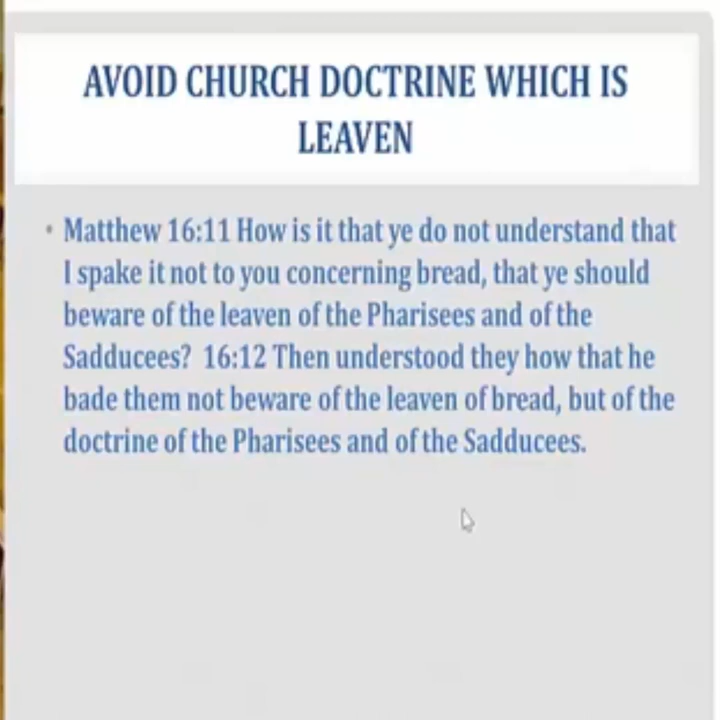 AVOID CHURCH DOCTRINE WHICH IS
LEAVEN
• Matthew 16:11 How is it that ye do not understand that
I spake it not to you concerning bread, that ye should
beware of the leaven of the Pharisees and of the
Sadducees?  16:12 Then understood they how that he
bade them not beware of the leaven of bread, but of the
doctrine of the Pharisees and of the Sadducees.